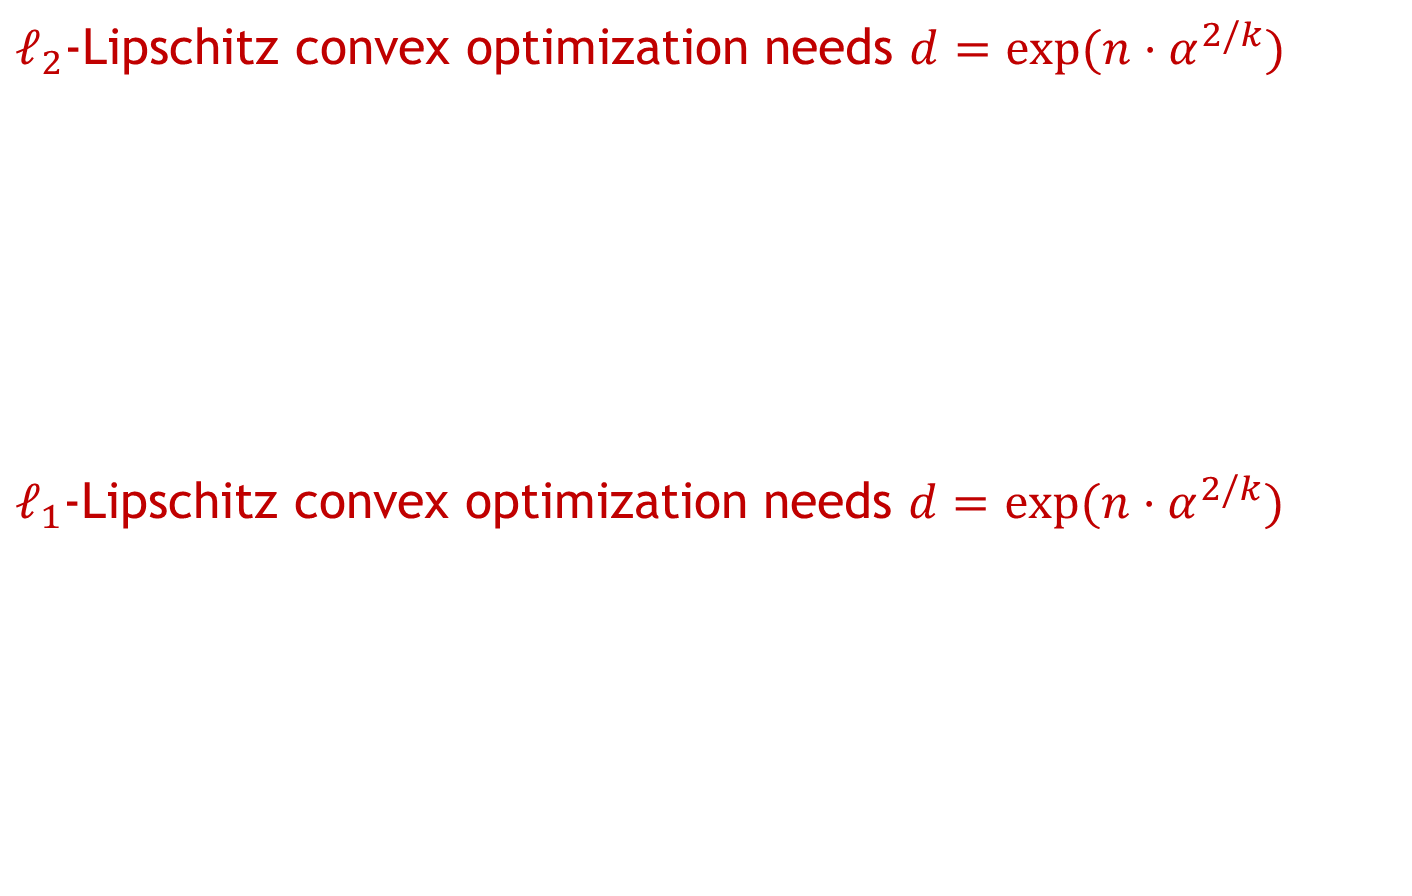 ℓ₂-Lipschitz convex optimization needs 𝑑 = exp(𝑛 · 𝛼^{2/𝑘})
ℓ₁-Lipschitz convex optimization needs 𝑑 = exp(𝑛 · 𝛼^{2/𝑘})